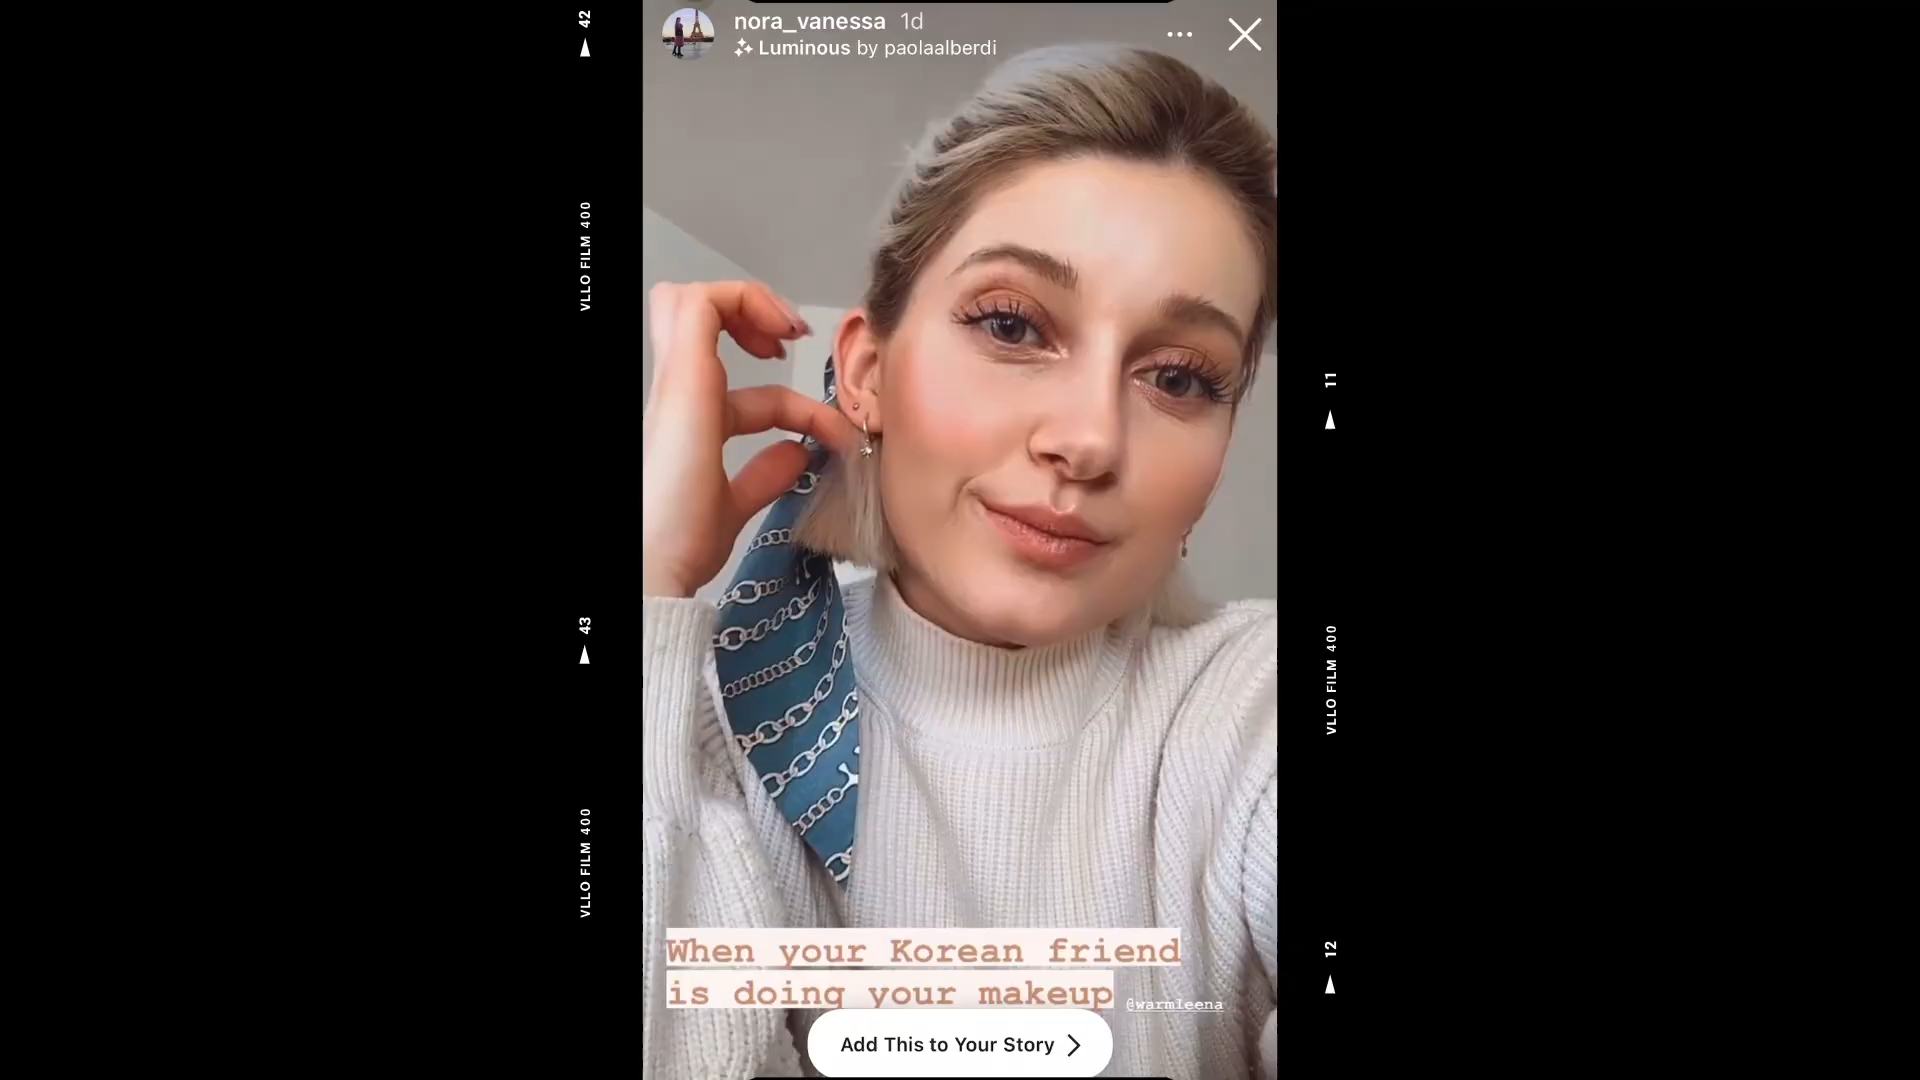 nora_vanessa 1d
Luminous by paolaalberdi
When your Korean friend
is doing your makeup
@warmleena
Add This to Your Story
42
VLLO FILM 400
43
VLLO FILM 400
11
VLLO FILM 400
12